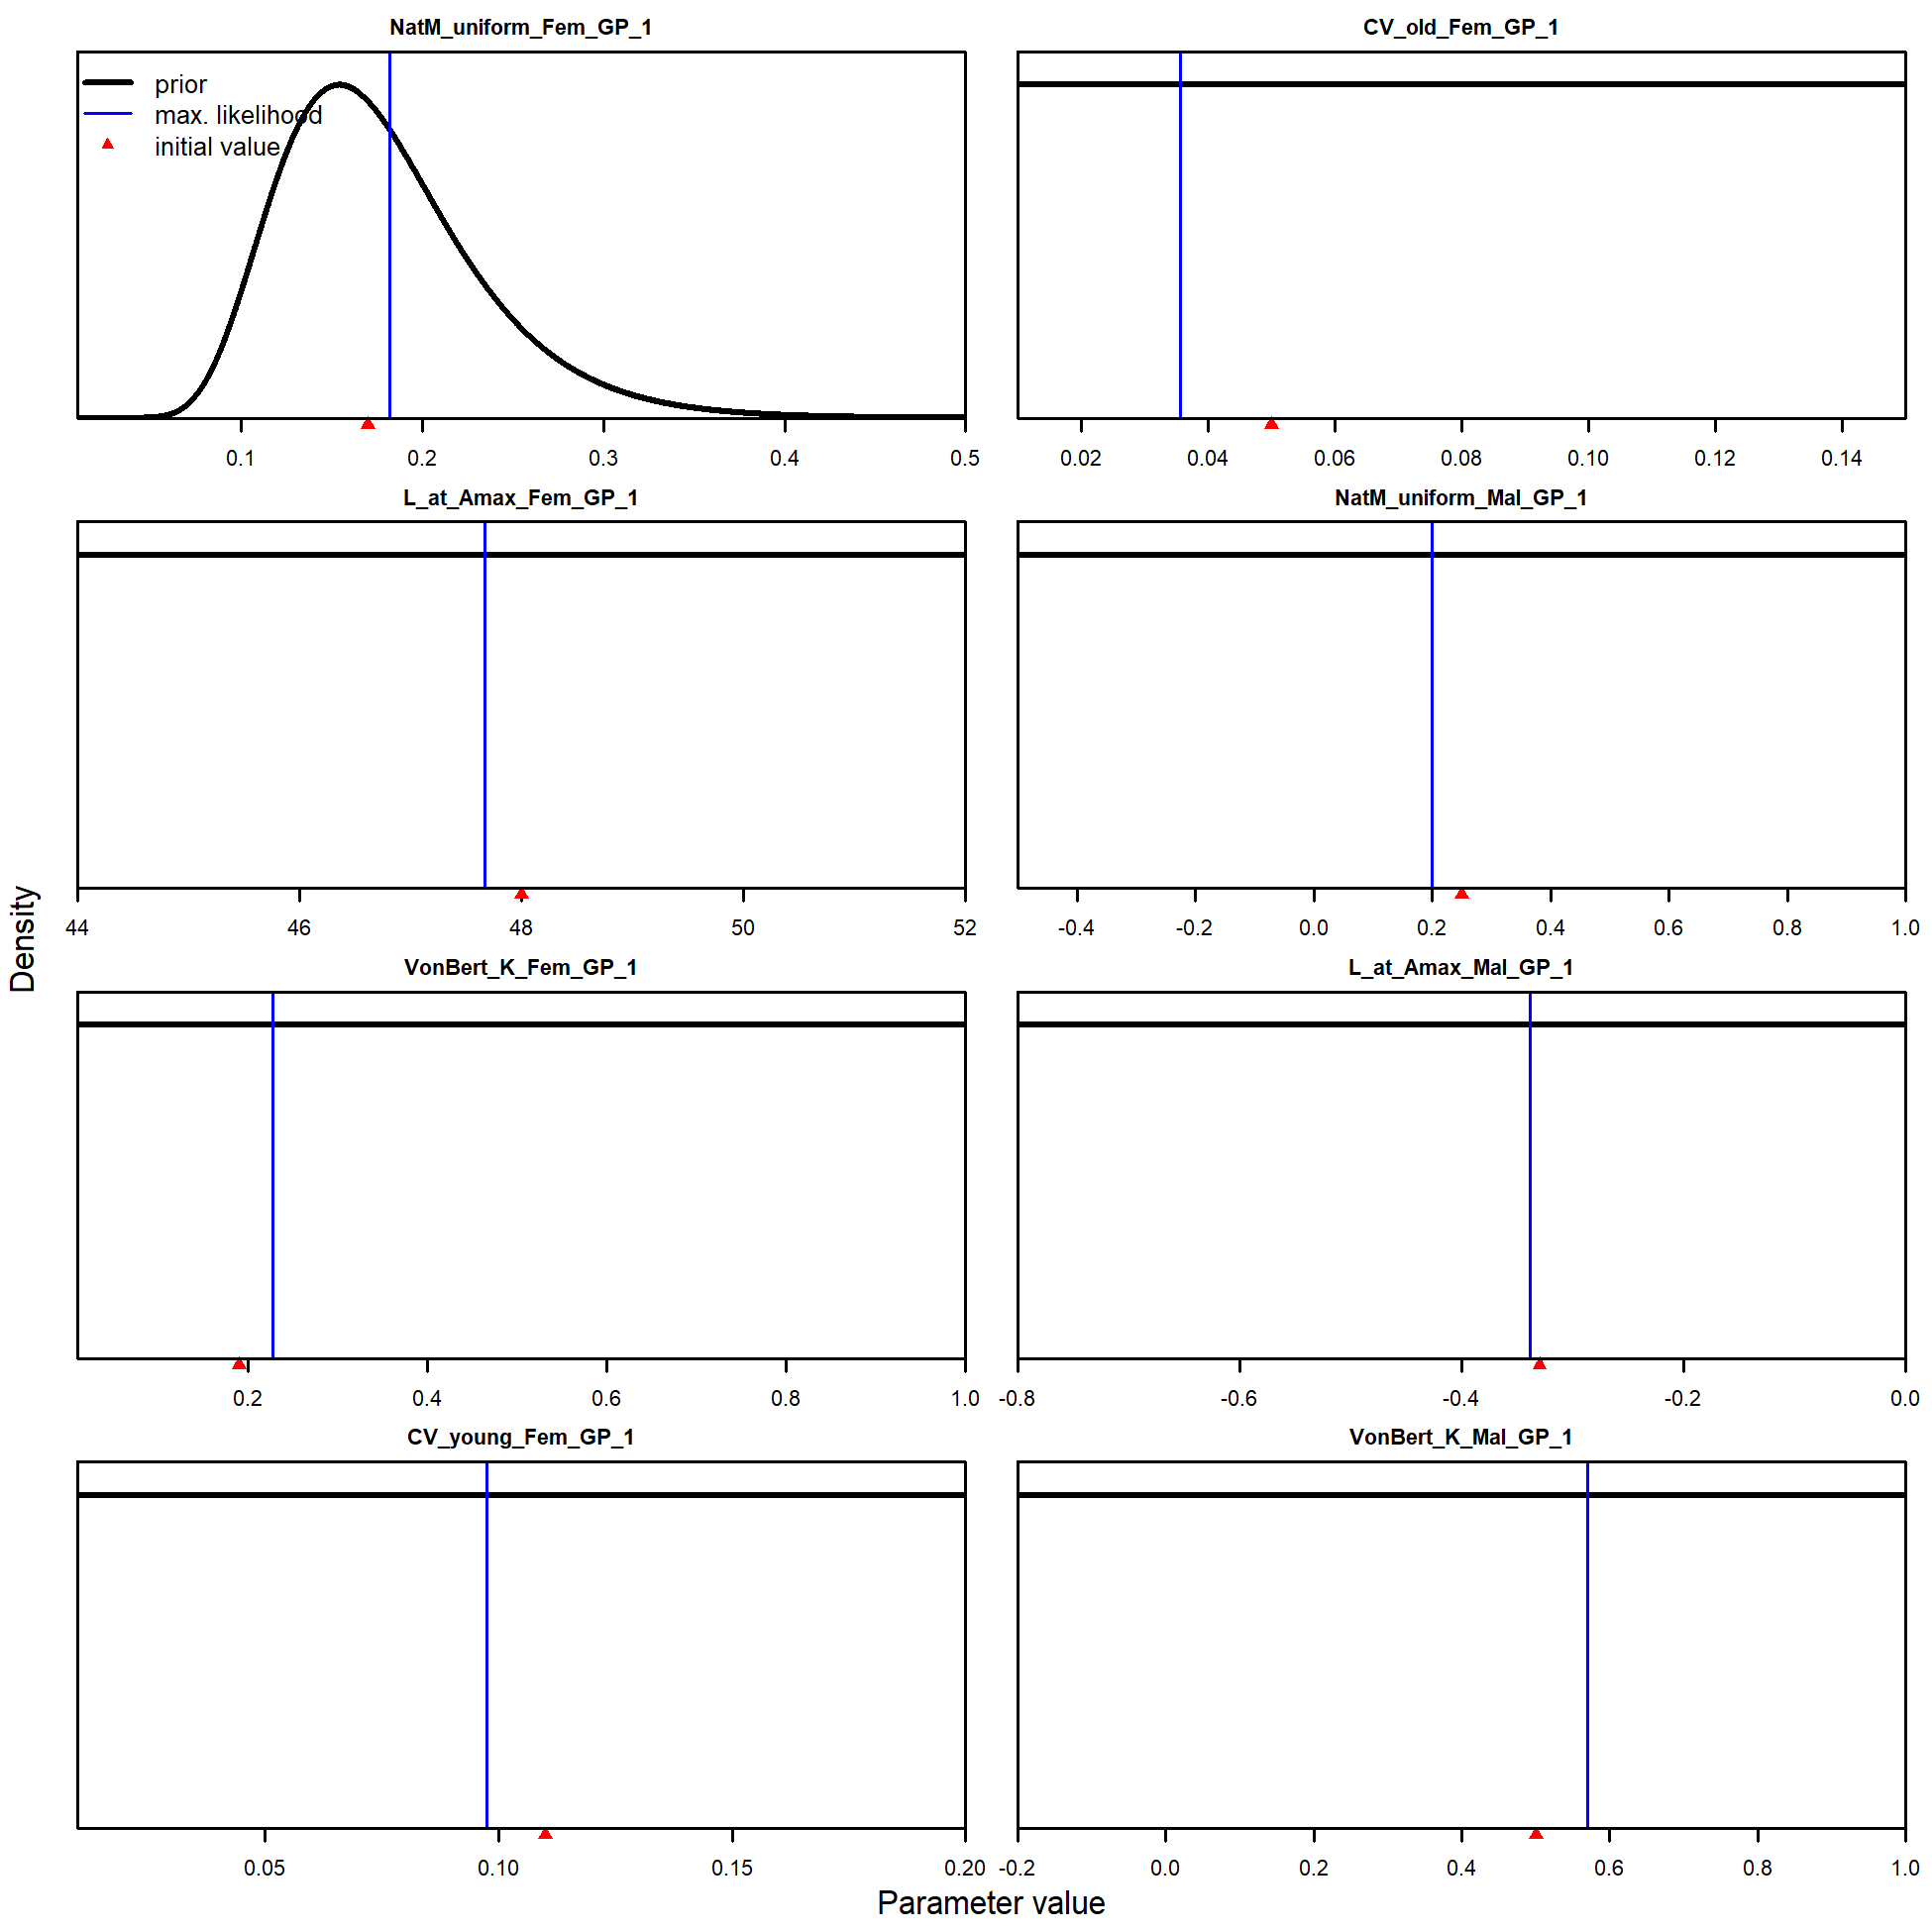 NatM_uniform_Fem_GP_1
prior
max. likelihood
initial value
0.1 0.2 0.3 0.4 0.5
CV_old_Fem_GP_1
0.02 0.04 0.06 0.08 0.10 0.12 0.14
L_at_Amax_Fem_GP_1
44 46 48 50 52
NatM_uniform_Mal_GP_1
-0.4 -0.2 0.0 0.2 0.4 0.6 0.8 1.0
VonBert_K_Fem_GP_1
0.2 0.4 0.6 0.8 1.0
L_at_Amax_Mal_GP_1
-0.8 -0.6 -0.4 -0.2 0.0
CV_young_Fem_GP_1
0.05 0.10 0.15 0.20
VonBert_K_Mal_GP_1
-0.2 0.0 0.2 0.4 0.6 0.8 1.0
Density
Parameter value